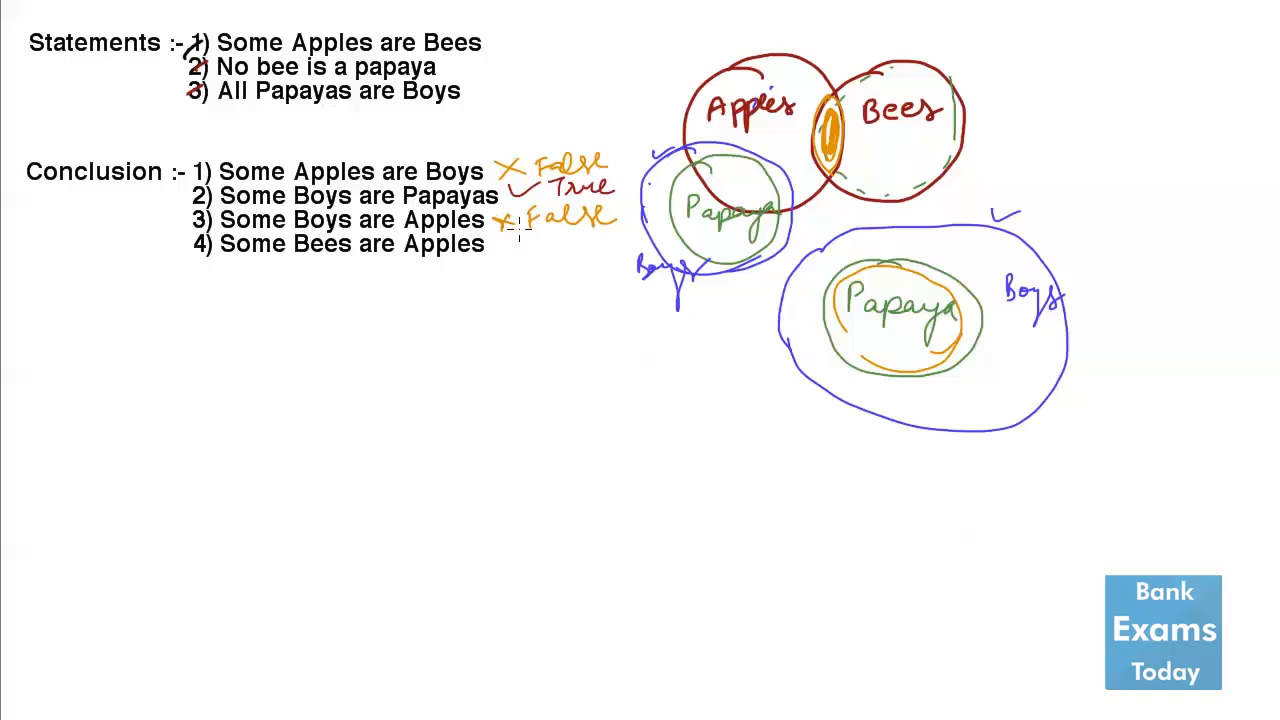 Statements :- 1) Some Apples are Bees
2) No bee is a papaya
3) All Papayas are Boys
Conclusion :- 1) Some Apples are Boys × False
2) Some Boys are Papayas ✓ True
3) Some Boys are Apples × False
4) Some Bees are Apples
Apples
Bees
Papaya
Boys
Papaya
Boys
Bank
Exams
Today